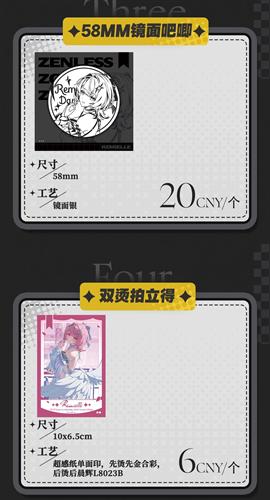 Three
58MM镜面吧唧
ZENLESS
Rem
Dan
REMIELLE
尺寸
58mm
工艺
镜面银
20CNY/个
Four
双烫拍立得
Remielle
尺寸
10x6.5cm
工艺
超感纸单面印，先烫先金合彩，
后烫后晨辉L8023B
6CNY/个